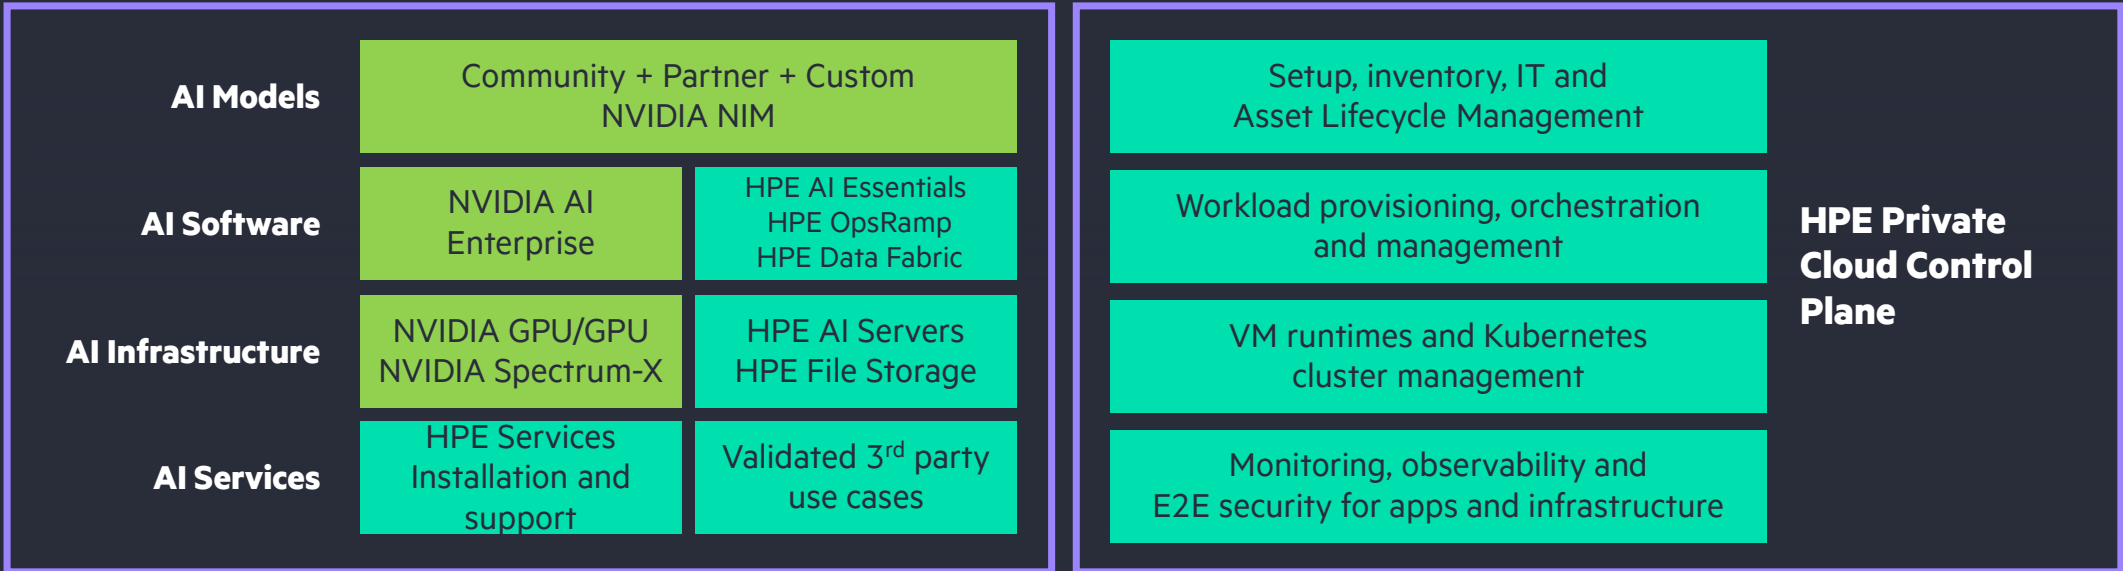 AI Models
Community + Partner + Custom
NVIDIA NIM
AI Software
NVIDIA AI
Enterprise
HPE AI Essentials
HPE OpsRamp
HPE Data Fabric
AI Infrastructure
NVIDIA GPU/GPU
NVIDIA Spectrum-X
HPE AI Servers
HPE File Storage
AI Services
HPE Services
Installation and
support
Validated 3rd party
use cases
Setup, inventory, IT and
Asset Lifecycle Management
Workload provisioning, orchestration
and management
VM runtimes and Kubernetes
cluster management
Monitoring, observability and
E2E security for apps and infrastructure
HPE Private
Cloud Control
Plane